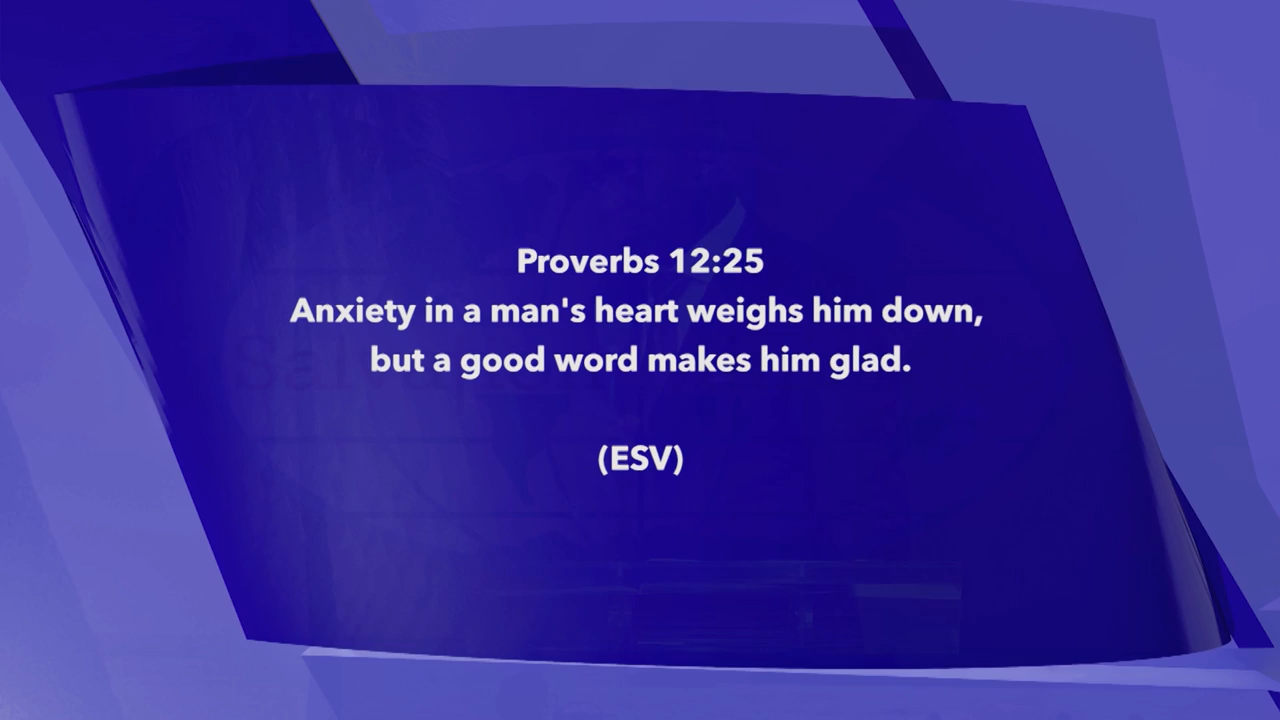 Proverbs 12:25
Anxiety in a man's heart weighs him down,
but a good word makes him glad.
(ESV)